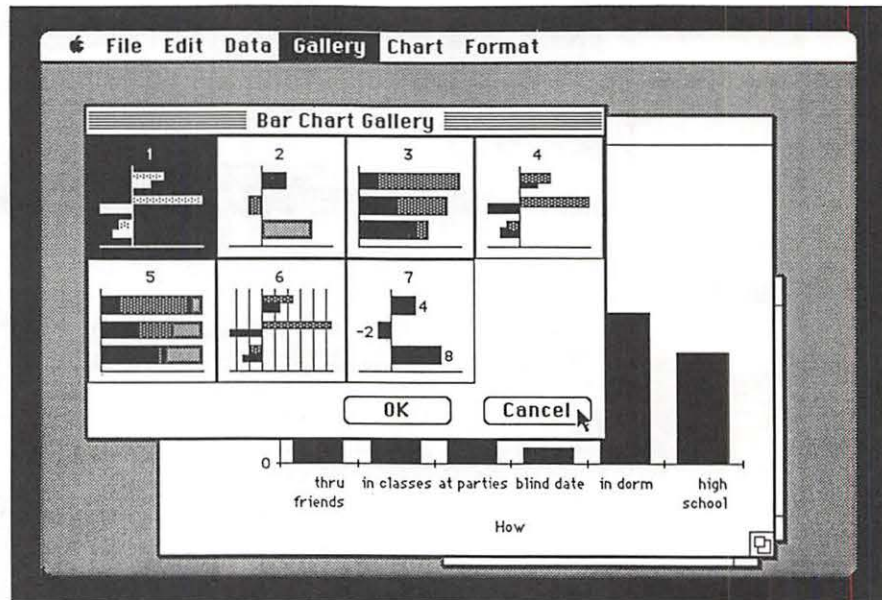 File Edit Data Gallery Chart Format
Bar Chart Gallery
1 2 3 4
5 6 7
4
-2
8
OK Cancel
0
thru friends in classes at parties blind date in dorm high school
How